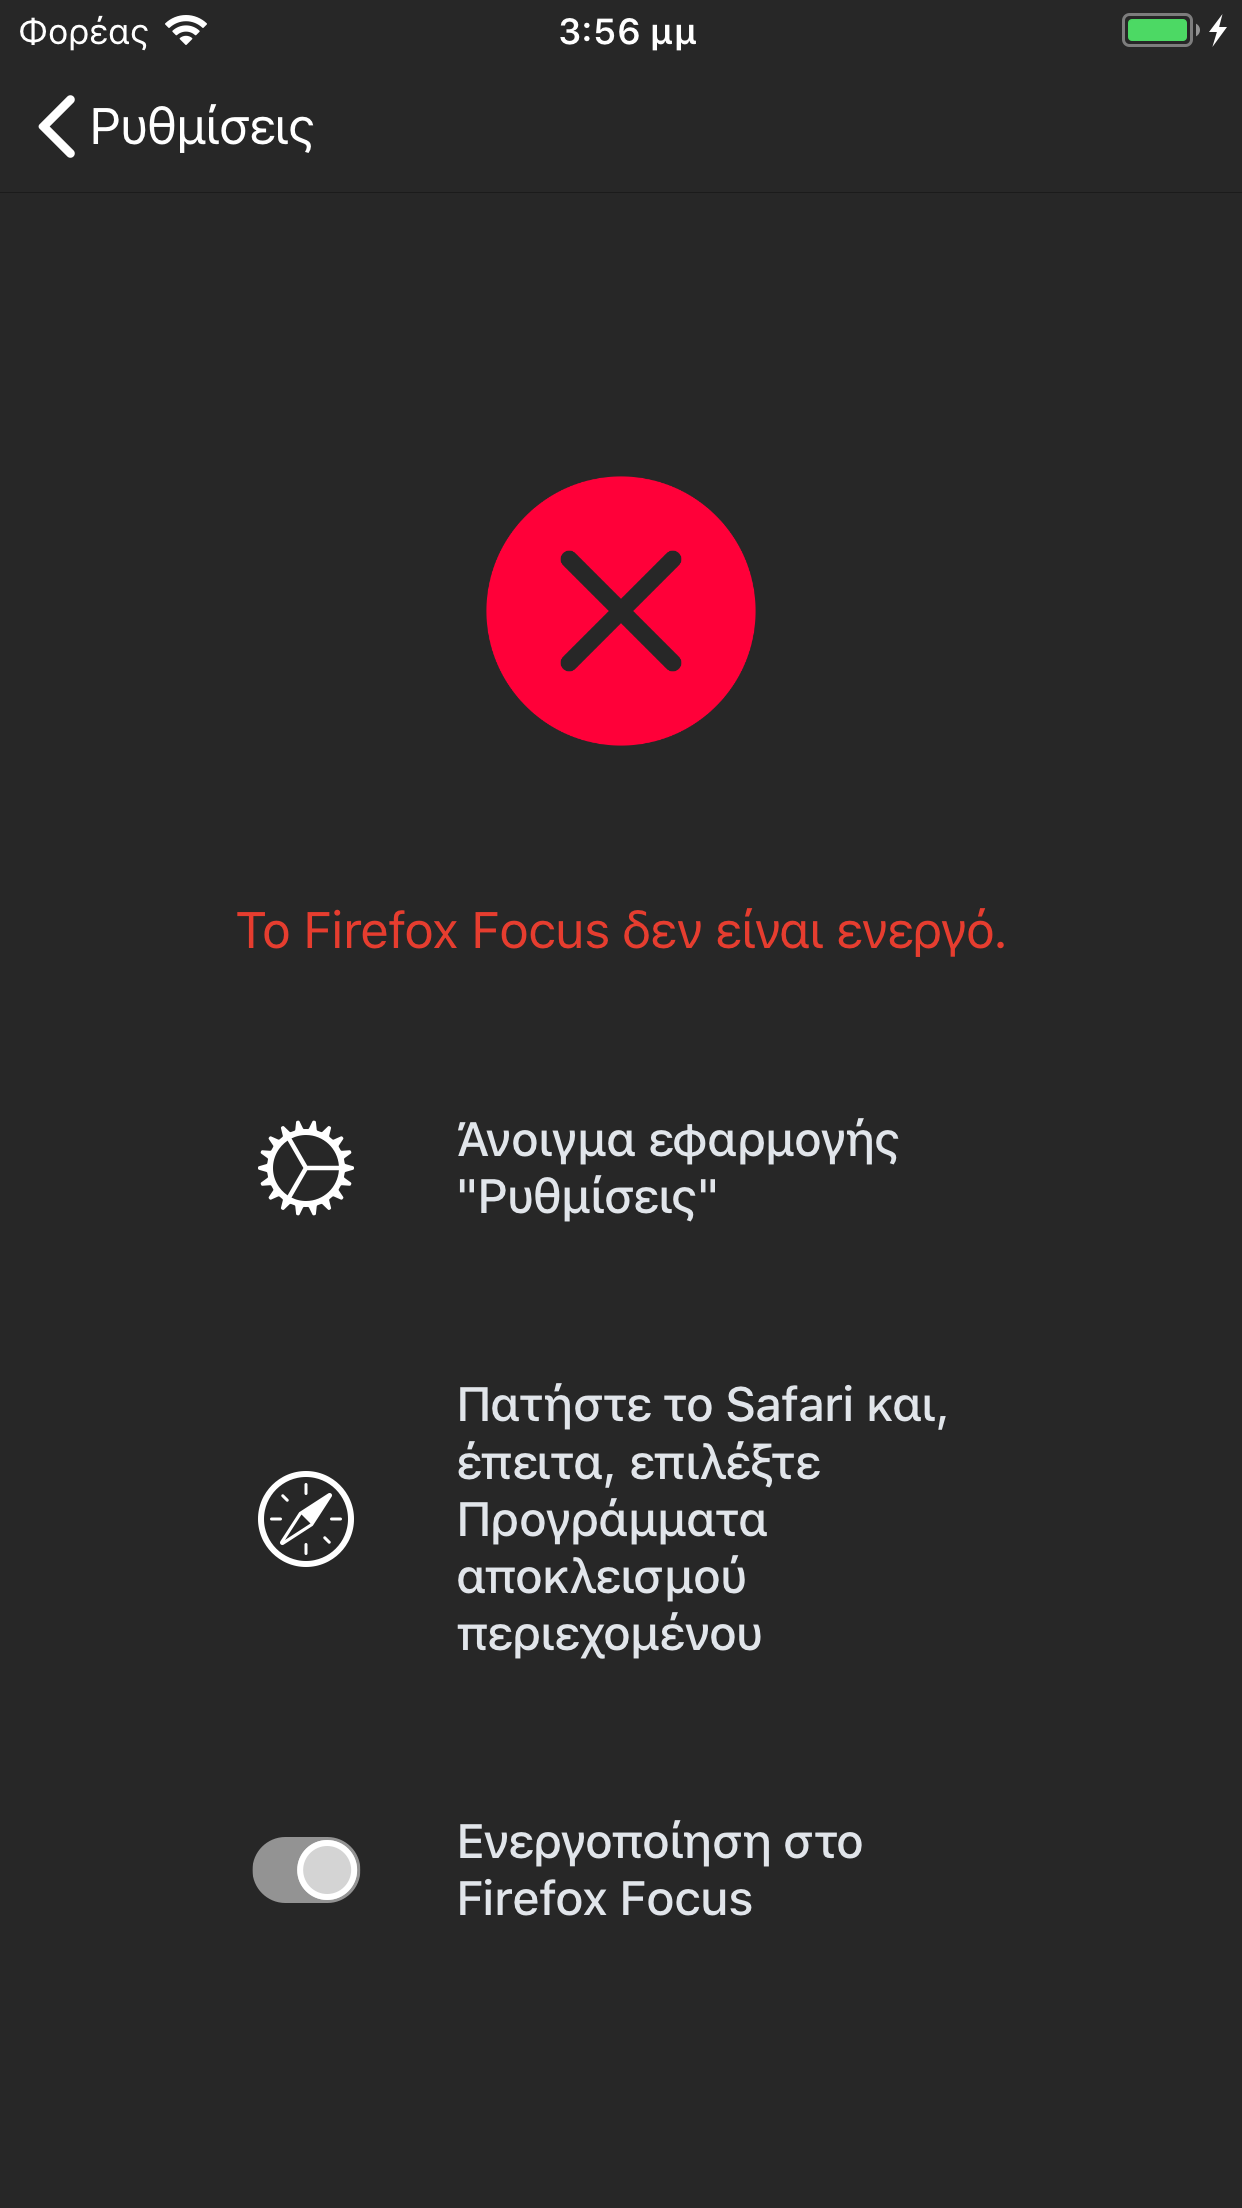 Φορέας
3:56 μμ
Ρυθμίσεις
Το Firefox Focus δεν είναι ενεργό.
Άνοιγμα εφαρμογής
"Ρυθμίσεις"
Πατήστε το Safari και,
έπειτα, επιλέξτε
Προγράμματα
αποκλεισμού
περιεχομένου
Ενεργοποίηση στο
Firefox Focus